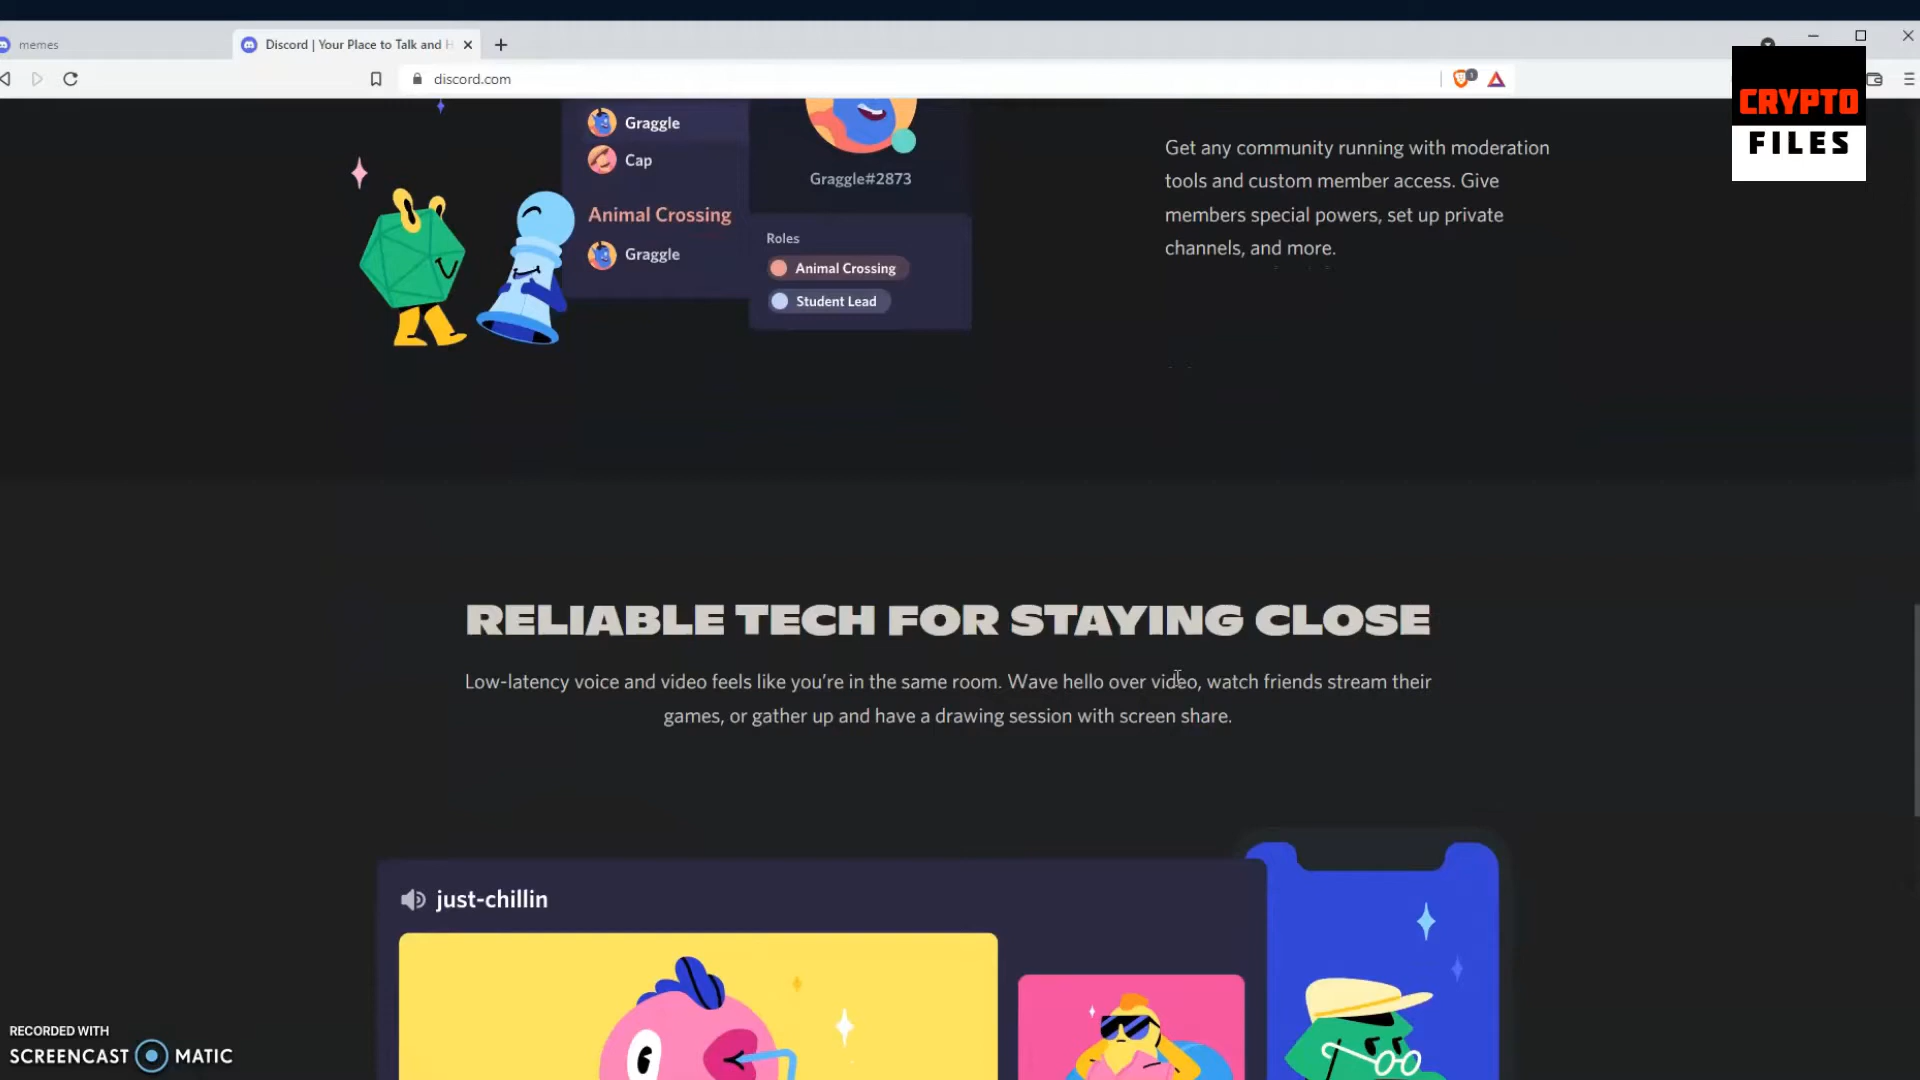 memes
Discord | Your Place to Talk and H
discord.com
1
CRYPTO
FILES
Graggle
Cap
Animal Crossing
Graggle
Graggle#2873
Roles
Animal Crossing
Student Lead
Get any community running with moderation
tools and custom member access. Give
members special powers, set up private
channels, and more.
RELIABLE TECH FOR STAYING CLOSE
Low-latency voice and video feels like you’re in the same room. Wave hello over video, watch friends stream their
games, or gather up and have a drawing session with screen share.
just-chillin
RECORDED WITH
SCREENCAST MATIC